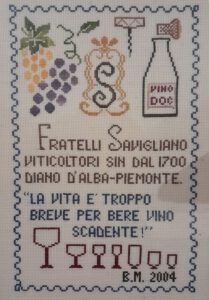 S
VINO
DOC
FRATELLI SAVIGLIANO
VITICOLTORI SIN DAL 1700
DIANO D'ALBA-PIEMONTE.
"LA VITA E' TROPPO
BREVE PER BERE VINO
SCADENTE!"
B.M. 2004